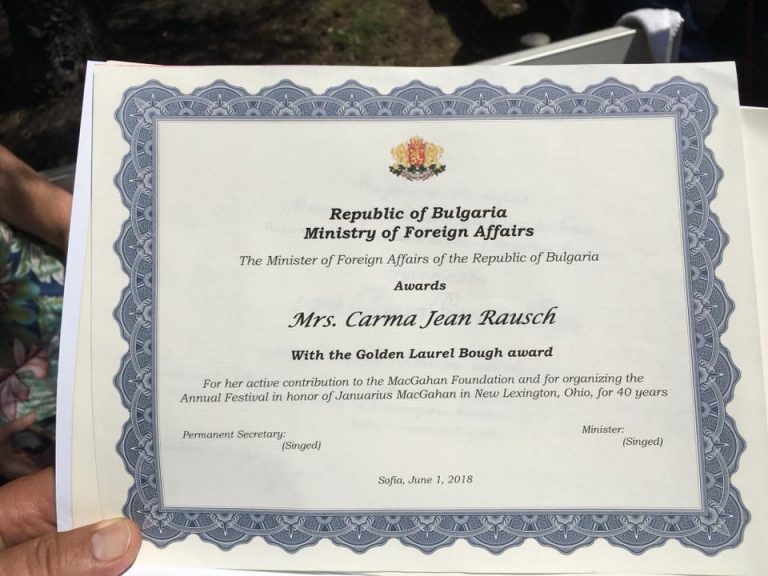 Republic of Bulgaria
Ministry of Foreign Affairs
The Minister of Foreign Affairs of the Republic of Bulgaria
Awards
Mrs. Carma Jean Rausch
With the Golden Laurel Bough award
For her active contribution to the MacGahan Foundation and for organizing the
Annual Festival in honor of Januarius MacGahan in New Lexington, Ohio, for 40 years
Permanent Secretary:
(Singed)
Minister:
(Singed)
Sofia, June 1, 2018